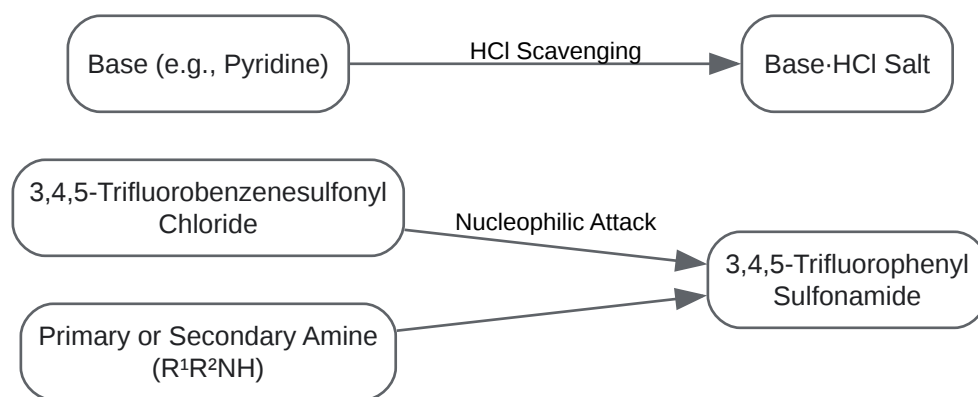 Base (e.g., Pyridine)
HCl Scavenging
Base·HCl Salt
3,4,5-Trifluorobenzenesulfonyl
Chloride
Nucleophilic Attack
3,4,5-Trifluorophenyl
Sulfonamide
Primary or Secondary Amine
(R¹R²NH)